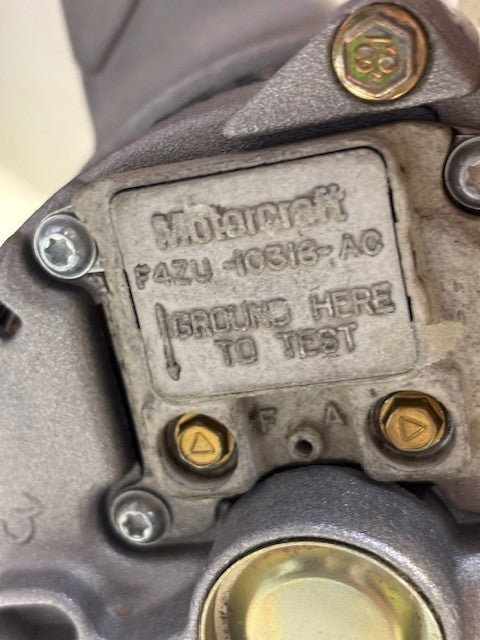 Motorcraft
F4ZU-10316-AC
GROUND HERE
TO TEST
F A